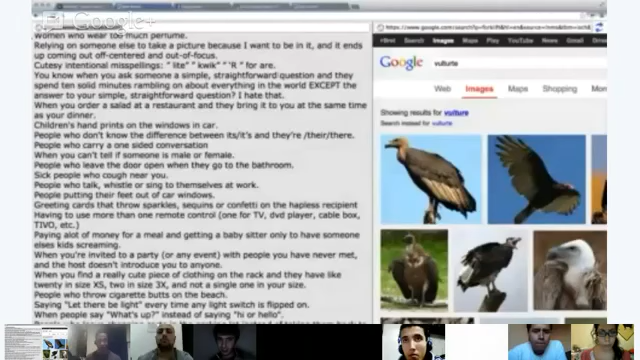 Google+
Women who wear too much perfume.
Relying on someone else to take a picture because I want to be in it, and it ends
up coming out off-centered and out-of-focus.
Cutesy intentional misspellings: " lite" " kwik" " 'R " for are.
You know when you ask someone a simple, straightforward question and they
spend ten solid minutes rambling on about everything in the world EXCEPT the
answer to your simple, straightforward question? I hate that.
When you order a salad at a restaurant and they bring it to you at the same time
as your dinner.
Children's hand prints on the windows in car.
People who don't know the difference between its/it's and they're /their/there.
People who carry a one sided conversation
When you can't tell if someone is male or female.
People who leave the door open when they go to the bathroom.
Sick people who cough near you.
People who talk, whistle or sing to themselves at work.
People putting their feet out of car windows.
Greeting cards that throw sparkles, sequins or confetti on the hapless recipient
Having to use more than one remote control (one for TV, dvd player, cable box,
TIVO, etc.)
Paying alot of money for a meal and getting a baby sitter only to have someone
elses kids screaming.
When you're invited to a party (or any event) with people you have never met,
and the host doesn't introduce you to anyone.
When you find a really cute piece of clothing on the rack and they have like
twenty in size XS, two in size 3X, and not a single one in your size.
People who throw cigarette butts on the beach.
Saying "Let there be light" every time any light switch is flipped on.
When people say "What's up?" instead of saying "hi or hello".
https://www.google.com/search?
Search Images Maps Play YouTube News Gmail
Google
vulturte
Web Images Maps Shopping
Showing results for vulture
Search instead for vulturte